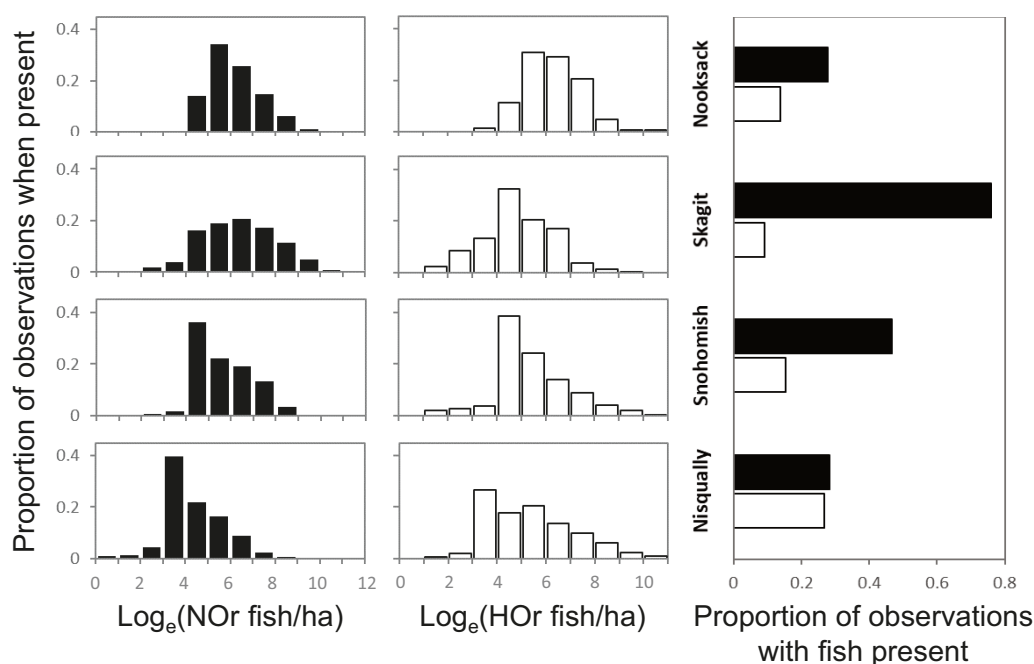 Proportion of observations when present
0.4
0.2
0
0.4
0.2
0
0.4
0.2
0
0.4
0.2
0
0 2 4 6 8 10 12
Logₑ(NOr fish/ha)
0 2 4 6 8 10
Logₑ(HOr fish/ha)
Nooksack
Skagit
Snohomish
Nisqually
0 0.2 0.4 0.6 0.8
Proportion of observations
with fish present